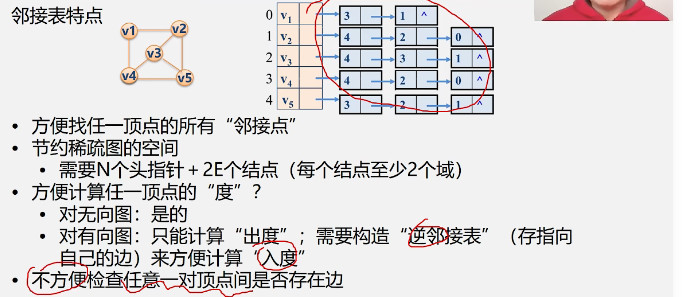 邻接表特点
v1 v2
v3
v4 v5
0 v₁ 3 1 ^
1 v₂ 4 2 0 ^
2 v₃ 4 3 1 ^
3 v₄ 4 2 0 ^
4 v₅ 3 2 1 ^
• 方便找任一顶点的所有“邻接点”
• 节约稀疏图的空间
• 需要N个头指针＋2E个结点（每个结点至少2个域）
• 方便计算任一顶点的“度”？
• 对无向图：是的
• 对有向图：只能计算“出度”；需要构造“逆邻接表”（存指向
自己的边）来方便计算“入度”
• 不方便检查任意一对顶点间是否存在边